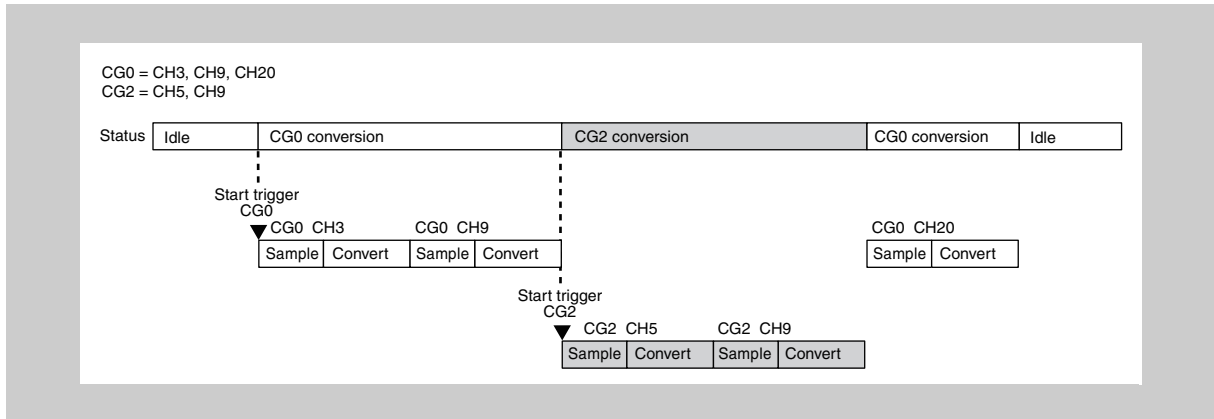 CG0 = CH3, CH9, CH20
CG2 = CH5, CH9
Status Idle CG0 conversion CG2 conversion CG0 conversion Idle
Start trigger
CG0
CG0 CH3 CG0 CH9 CG0 CH20
Sample Convert Sample Convert Sample Convert
Start trigger
CG2
CG2 CH5 CG2 CH9
Sample Convert Sample Convert